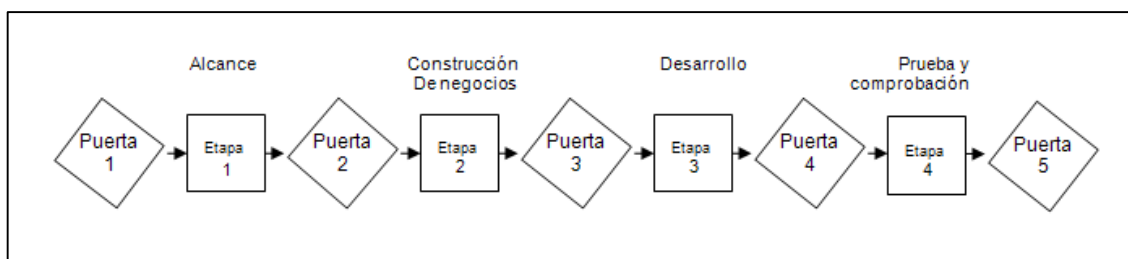 Alcance
Construcción
De negocios
Desarrollo
Prueba y
comprobación
Puerta
1
Etapa
1
Puerta
2
Etapa
2
Puerta
3
Etapa
3
Puerta
4
Etapa
4
Puerta
5